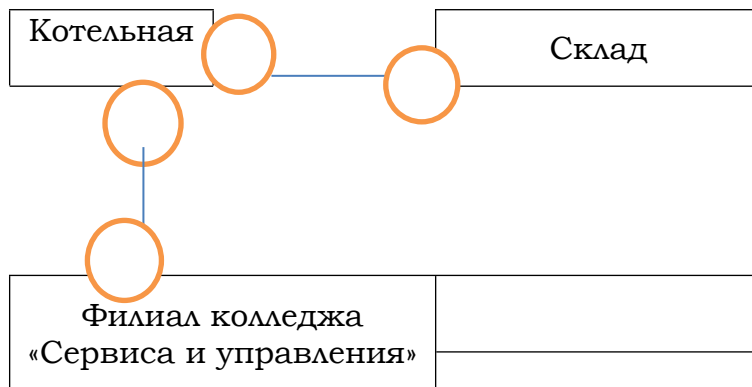 Котельная
Склад
Филиал колледжа
«Сервиса и управления»